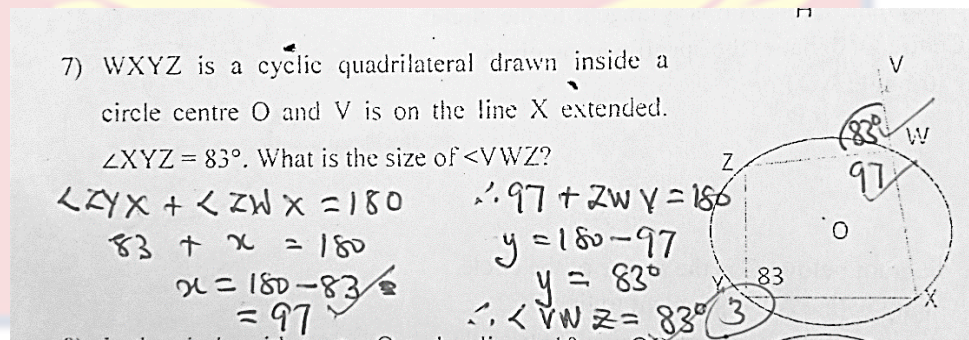 7) WXYZ is a cyclic quadrilateral drawn inside a
circle centre O and V is on the line X extended.
∠XYZ = 83°. What is the size of <VWZ?
<ZYX + <ZWX = 180
83 + x = 180
x = 180 - 83
= 97
∴ 97 + ZWV = 180
y = 180 - 97
y = 83°
∴ < VWZ = 83°
3
V
83°
W
Z
97
O
Y
83
X